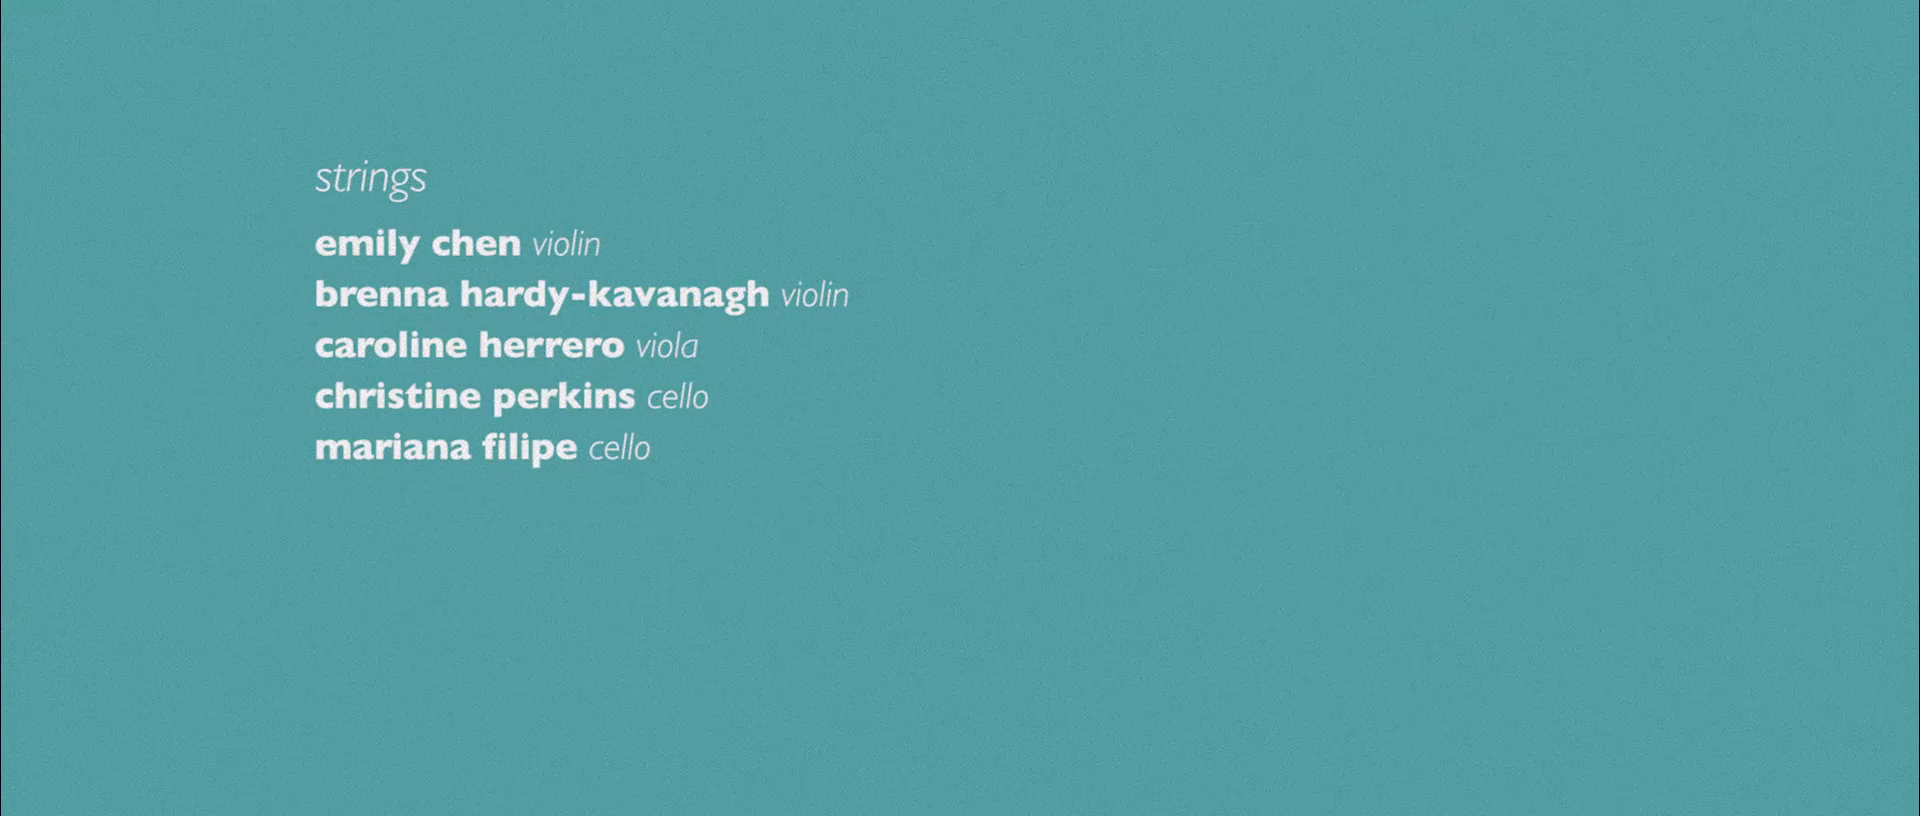 strings
emily chen violin
brenna hardy-kavanagh violin
caroline herrero viola
christine perkins cello
mariana filipe cello